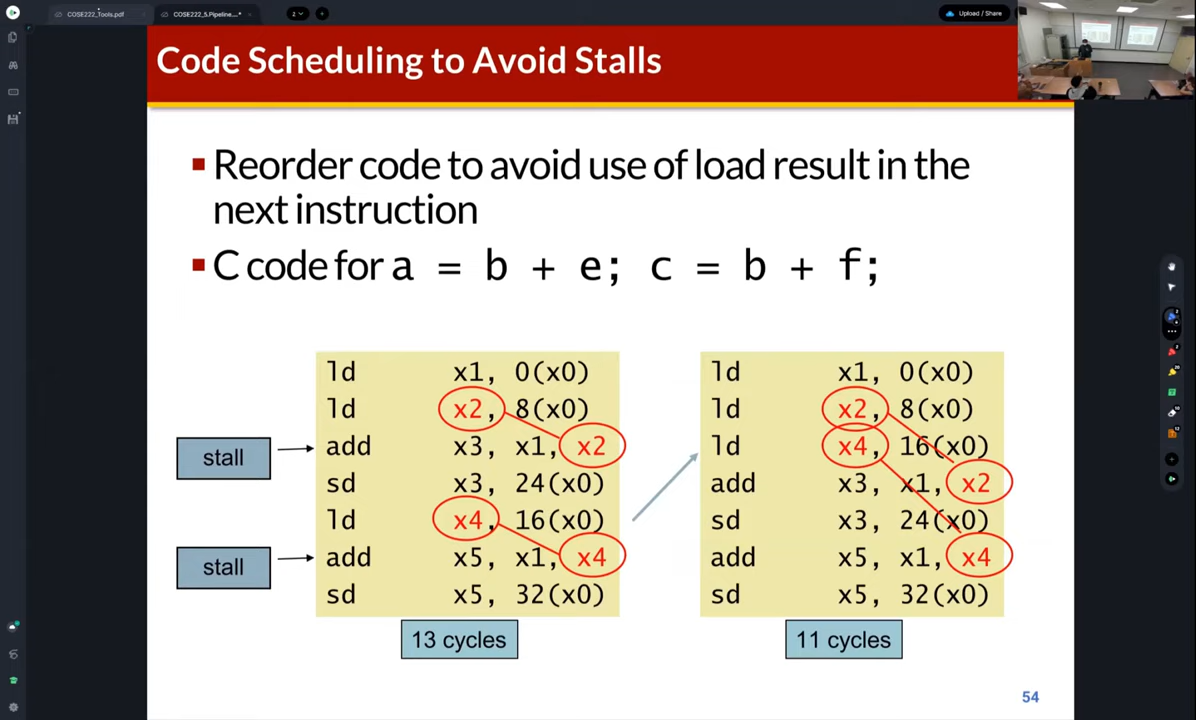 COSE222_Tools.pdf
COSE222_5.Pipeline....*
2
Upload / Share
Code Scheduling to Avoid Stalls
Reorder code to avoid use of load result in the
next instruction
C code for a = b + e; c = b + f;
ld x1, 0(x0)
ld x2, 8(x0)
stall
add x3, x1, x2
sd x3, 24(x0)
ld x4, 16(x0)
stall
add x5, x1, x4
sd x5, 32(x0)
13 cycles
ld x1, 0(x0)
ld x2, 8(x0)
ld x4, 16(x0)
add x3, x1, x2
sd x3, 24(x0)
add x5, x1, x4
sd x5, 32(x0)
11 cycles
54